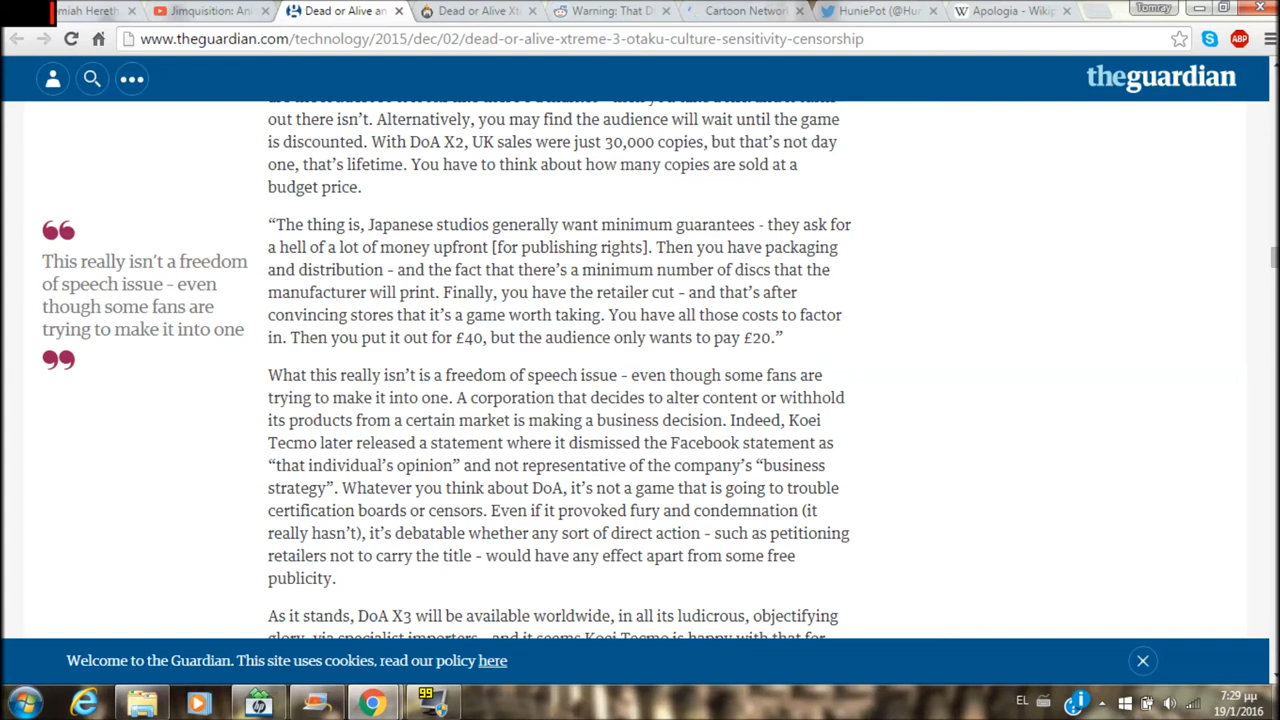 miah Hereth
Jimquisition: An
Dead or Alive an
Dead or Alive Xt
Warning: That D
Cartoon Network
HuniePot (@Hun
Apologia - Wikip
Tomray
www.theguardian.com/technology/2015/dec/02/dead-or-alive-xtreme-3-otaku-culture-sensitivity-censorship
ABP
theguardian
out there isn’t. Alternatively, you may find the audience will wait until the game
is discounted. With DoA X2, UK sales were just 30,000 copies, but that’s not day
one, that’s lifetime. You have to think about how many copies are sold at a
budget price.
This really isn’t a freedom
of speech issue – even
though some fans are
trying to make it into one
“The thing is, Japanese studios generally want minimum guarantees - they ask for
a hell of a lot of money upfront [for publishing rights]. Then you have packaging
and distribution – and the fact that there’s a minimum number of discs that the
manufacturer will print. Finally, you have the retailer cut – and that’s after
convincing stores that it’s a game worth taking. You have all those costs to factor
in. Then you put it out for £40, but the audience only wants to pay £20.”
What this really isn’t is a freedom of speech issue – even though some fans are
trying to make it into one. A corporation that decides to alter content or withhold
its products from a certain market is making a business decision. Indeed, Koei
Tecmo later released a statement where it dismissed the Facebook statement as
“that individual’s opinion” and not representative of the company’s “business
strategy”. Whatever you think about DoA, it’s not a game that is going to trouble
certification boards or censors. Even if it provoked fury and condemnation (it
really hasn’t), it’s debatable whether any sort of direct action – such as petitioning
retailers not to carry the title – would have any effect apart from some free
publicity.
As it stands, DoA X3 will be available worldwide, in all its ludicrous, objectifying
glory, via specialist importers – and it seems Koei Tecmo is happy with that for
Welcome to the Guardian. This site uses cookies, read our policy here
99
EL
7:29 μμ
19/1/2016